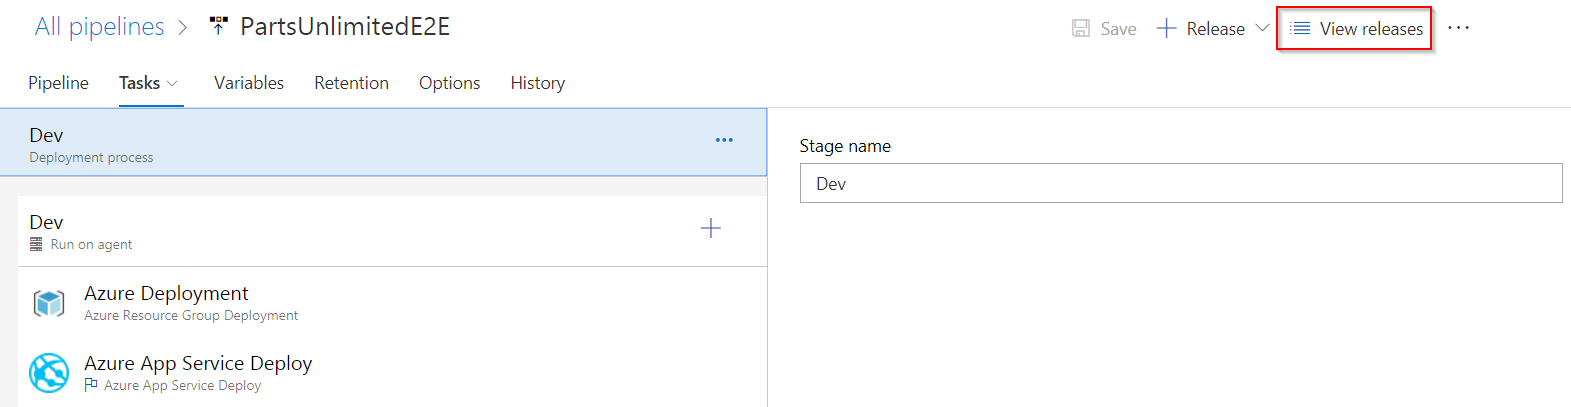 All pipelines > PartsUnlimitedE2E
Save + Release View releases ...
Pipeline Tasks Variables Retention Options History
Dev
Deployment process
Stage name
Dev
Dev
Run on agent
Azure Deployment
Azure Resource Group Deployment
Azure App Service Deploy
Azure App Service Deploy